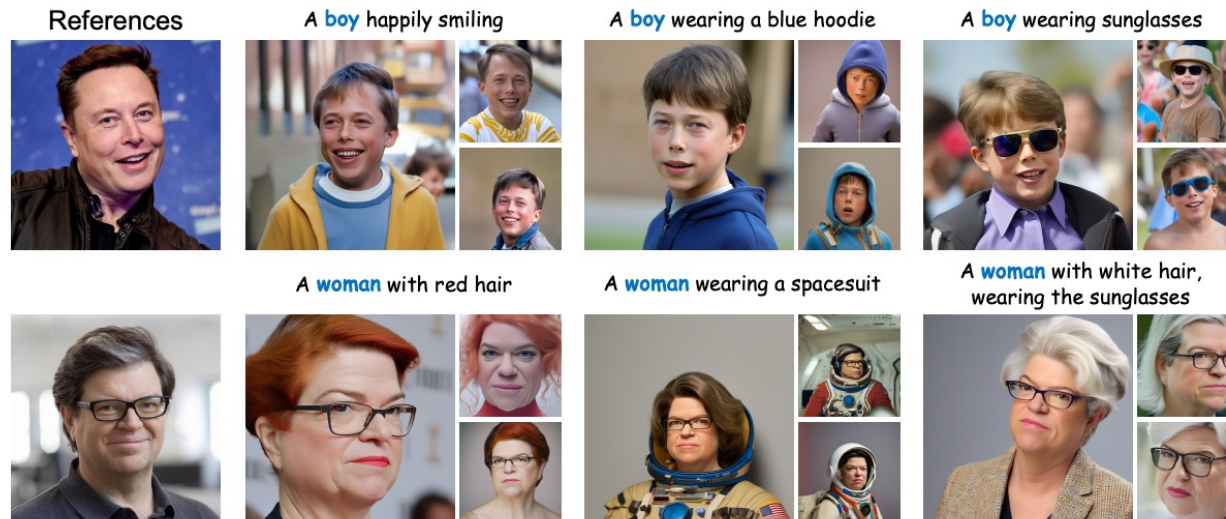 References
A boy happily smiling
A boy wearing a blue hoodie
A boy wearing sunglasses
A woman with red hair
A woman wearing a spacesuit
A woman with white hair,
wearing the sunglasses